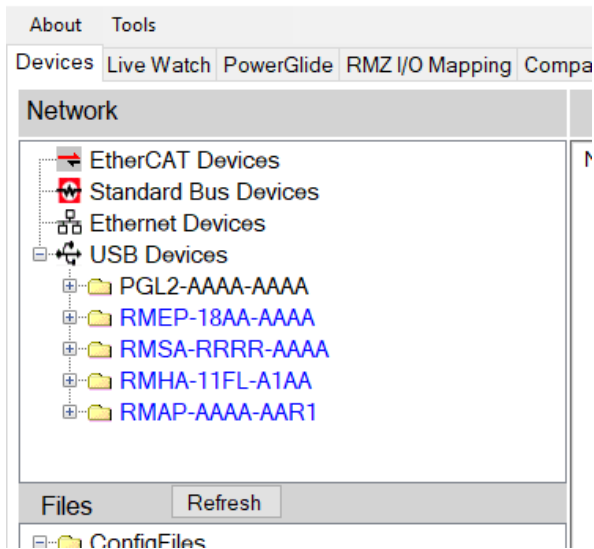 About Tools
Devices Live Watch PowerGlide RMZ I/O Mapping
Network
EtherCAT Devices
Standard Bus Devices
Ethernet Devices
USB Devices
PGL2-AAAA-AAAA
RMEP-18AA-AAAA
RMSA-RRRR-AAAA
RMHA-11FL-A1AA
RMAP-AAAA-AAR1
Files Refresh
ConfigFiles